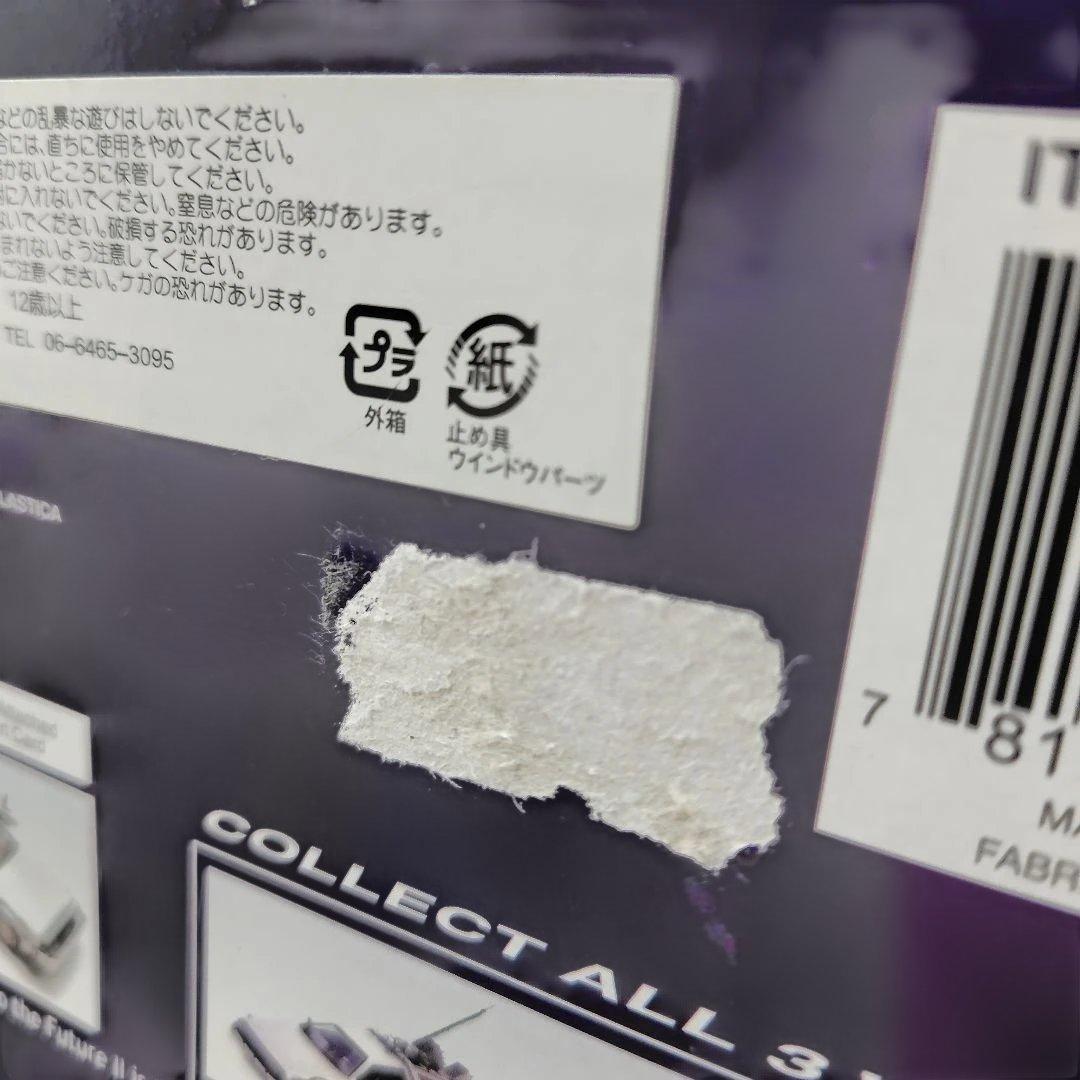 などの乱暴な遊びはしないでください。
合には、直ちに使用をやめてください。
届かないところに保管してください。
に入れないでください。窒息などの危険があります。
ないでください。破損する恐れがあります。
まれないよう注意してください。
ご注意ください。ケガの恐れがあります。
12歳以上
TEL 06-6465-3095
プラ
外箱
紙
止め具
ウインドウパーツ
LASTICA
IT
7 81
MA
FABR
COLLECT ALL 3
o the Future II